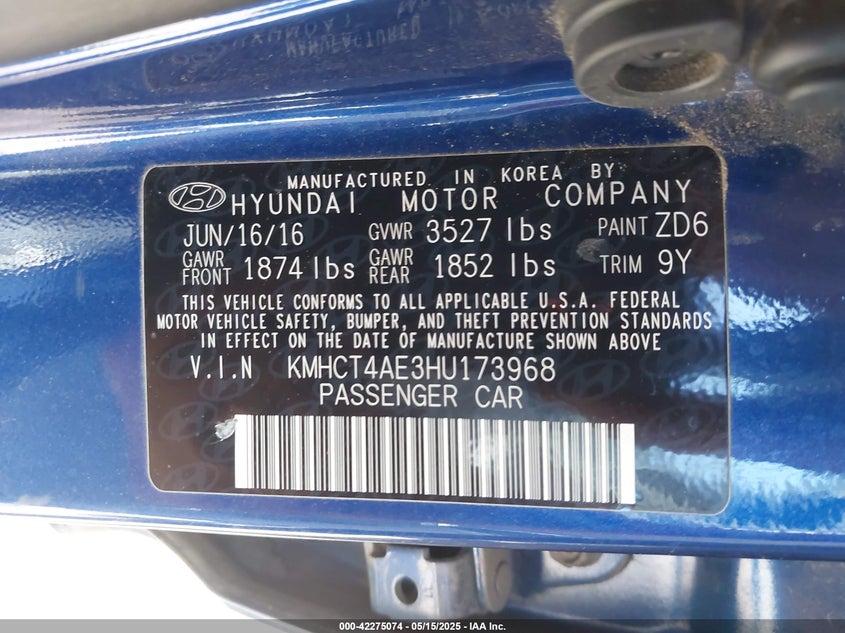 MANUFACTURED IN KOREA BY
HYUNDAI MOTOR COMPANY
JUN/16/16 GVWR 3527 lbs PAINT ZD6
GAWR FRONT 1874 lbs GAWR REAR 1852 lbs TRIM 9Y
THIS VEHICLE CONFORMS TO ALL APPLICABLE U.S.A. FEDERAL
MOTOR VEHICLE SAFETY, BUMPER, AND THEFT PREVENTION STANDARDS
IN EFFECT ON THE DATE OF MANUFACTURE SHOWN ABOVE
V.I.N KMHCT4AE3HU173968
PASSENGER CAR
000-42275074 - 05/15/2025 - IAA Inc.